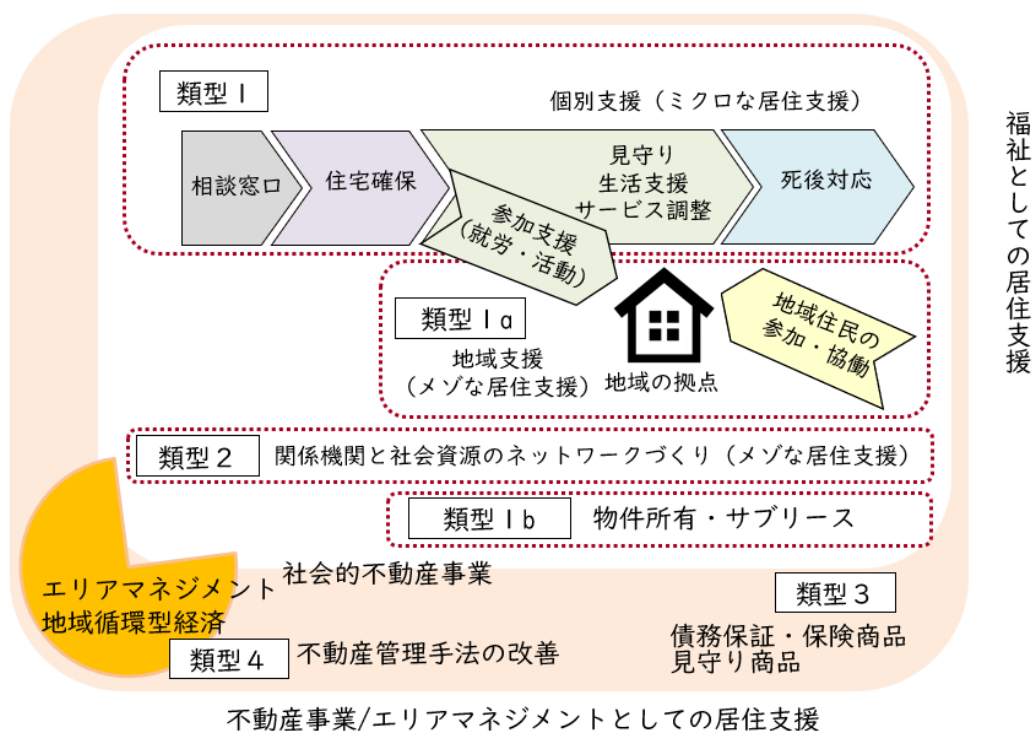 類型1
個別支援（ミクロな居住支援）
相談窓口
住宅確保
見守り
生活支援
サービス調整
死後対応
参加支援
（就労・活動）
類型1a
地域支援
（メゾな居住支援）
地域の拠点
地域住民の
参加・協働
類型2
関係機関と社会資源のネットワークづくり（メゾな居住支援）
類型1b
物件所有・サブリース
エリアマネジメント
地域循環型経済
社会的不動産事業
類型4
不動産管理手法の改善
類型3
債務保証・保険商品
見守り商品
福祉としての居住支援
不動産事業/エリアマネジメントとしての居住支援